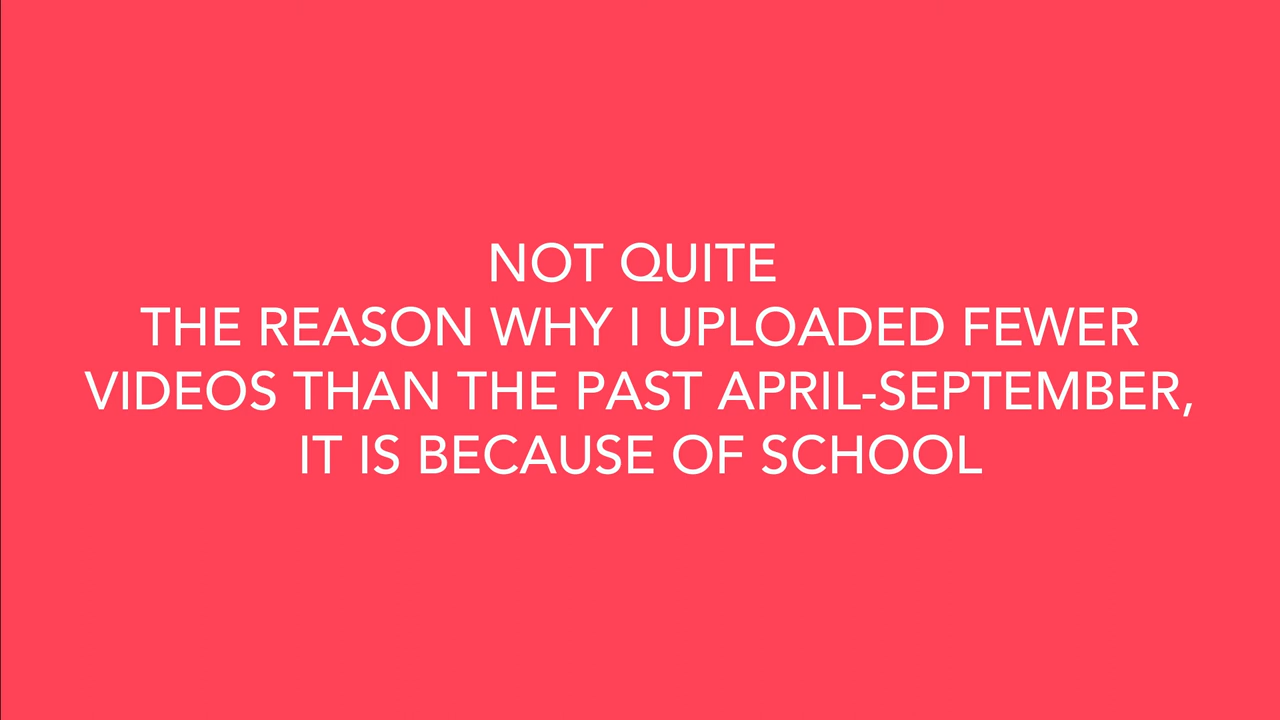 NOT QUITE
THE REASON WHY I UPLOADED FEWER
VIDEOS THAN THE PAST APRIL-SEPTEMBER,
IT IS BECAUSE OF SCHOOL